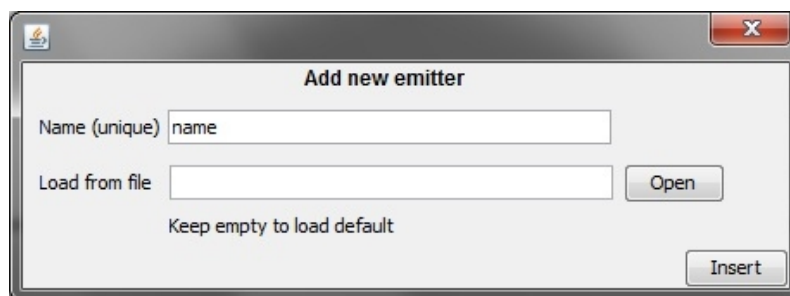 Add new emitter
Name (unique) name
Load from file Open
Keep empty to load default
Insert